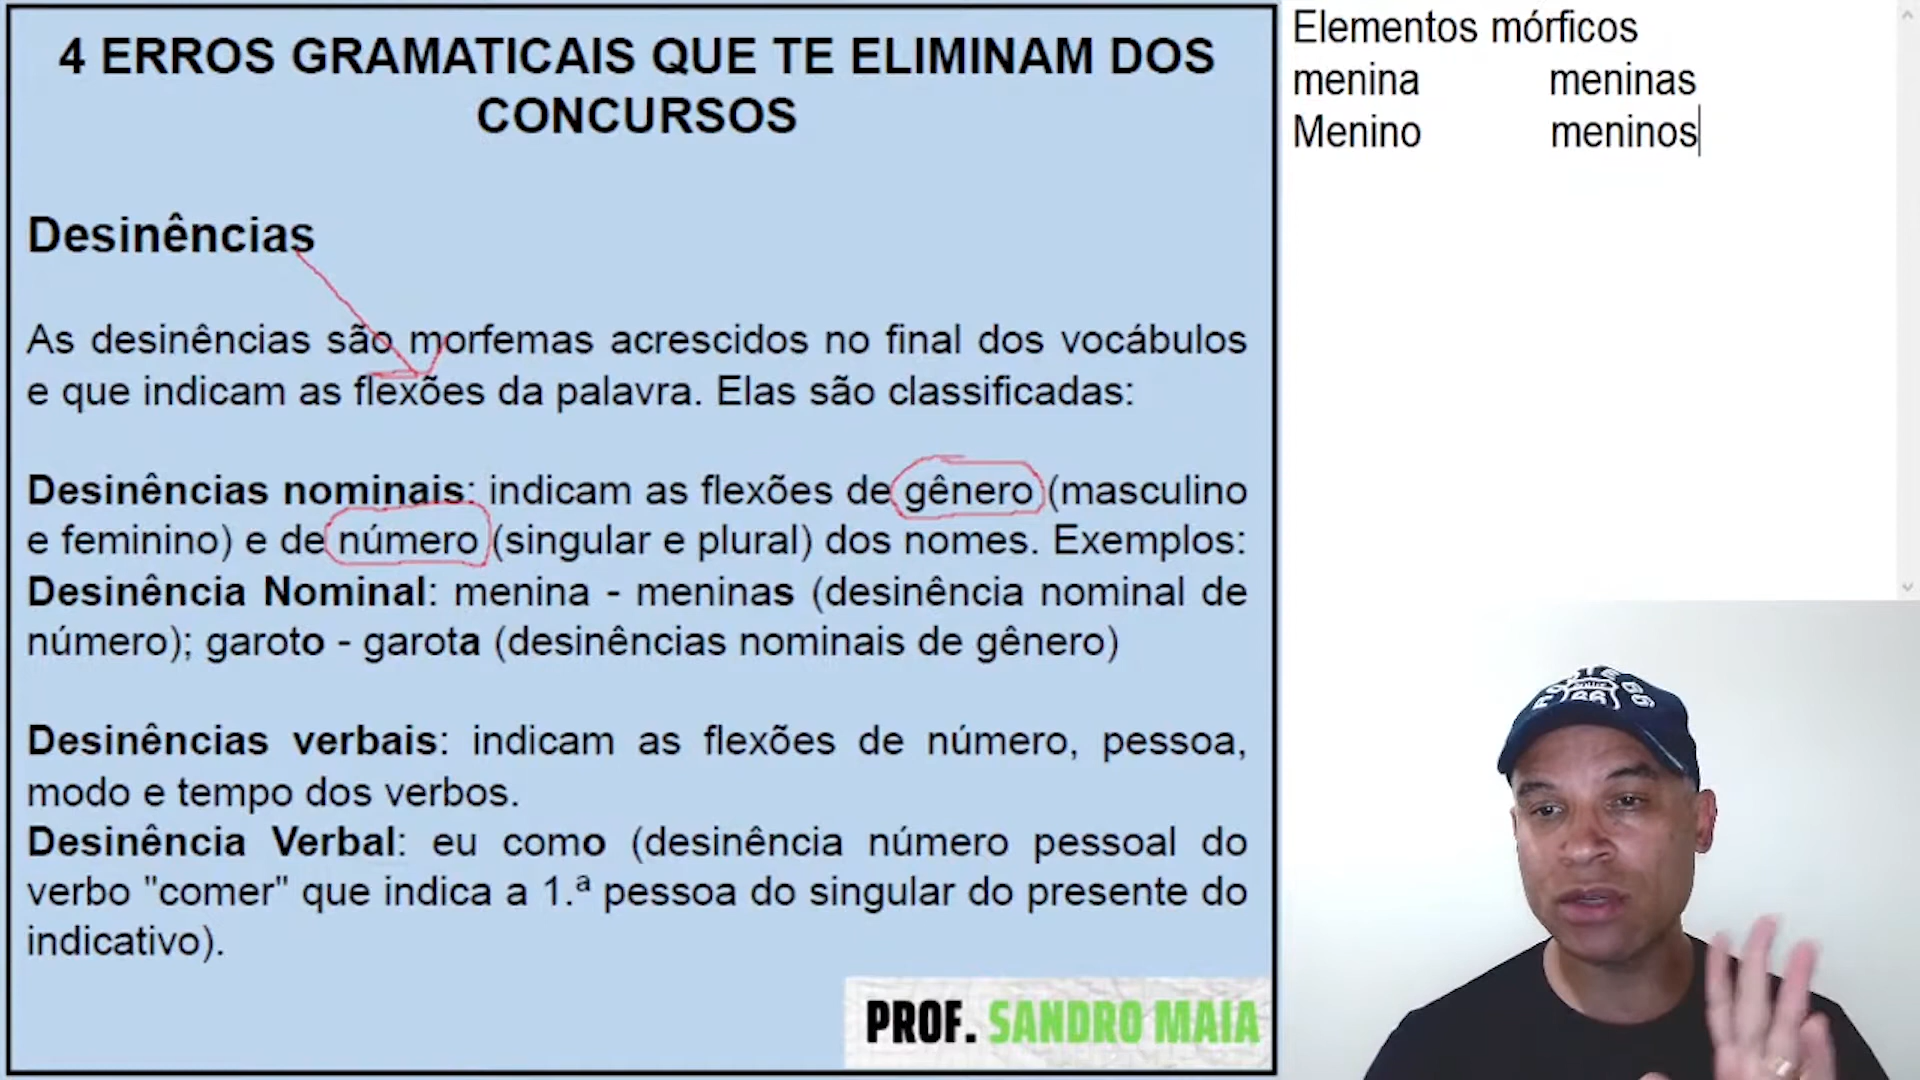 4 ERROS GRAMATICAIS QUE TE ELIMINAM DOS
CONCURSOS
Desinências
As desinências são morfemas acrescidos no final dos vocábulos
e que indicam as flexões da palavra. Elas são classificadas:
Desinências nominais: indicam as flexões de gênero (masculino
e feminino) e de número (singular e plural) dos nomes. Exemplos:
Desinência Nominal: menina - meninas (desinência nominal de
número); garoto - garota (desinências nominais de gênero)
Desinências verbais: indicam as flexões de número, pessoa,
modo e tempo dos verbos.
Desinência Verbal: eu como (desinência número pessoal do
verbo "comer" que indica a 1.ª pessoa do singular do presente do
indicativo).
PROF. SANDRO MAIA
Elementos mórficos
menina meninas
Menino meninos